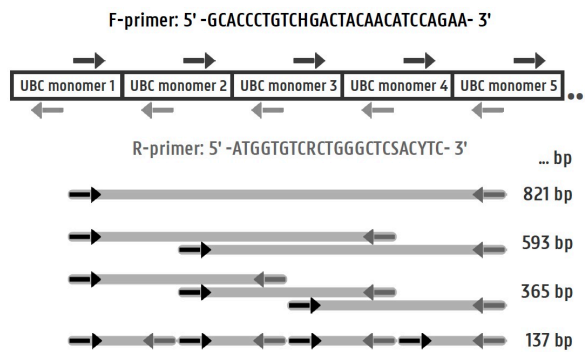 F-primer: 5' -GCACCCTGTCHGACTACAACATCCAGAA- 3'
UBC monomer 1 UBC monomer 2 UBC monomer 3 UBC monomer 4 UBC monomer 5
R-primer: 5' -ATGGTGTCRCTGGGCTCSACYTC- 3'
... bp
821 bp
593 bp
365 bp
137 bp